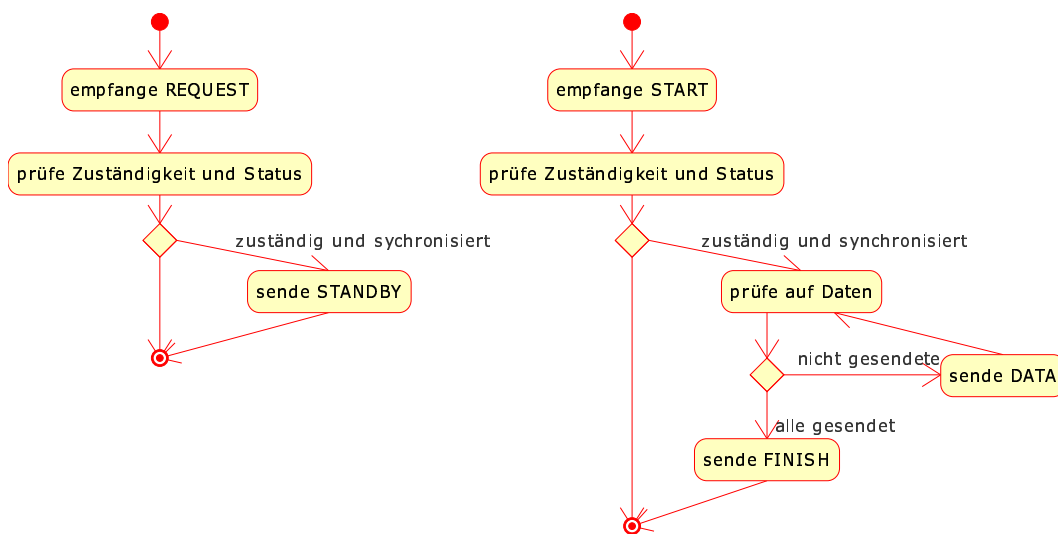 empfange REQUEST
prüfe Zuständigkeit und Status
zuständig und sychronisiert
sende STANDBY
empfange START
prüfe Zuständigkeit und Status
zuständig und synchronisiert
prüfe auf Daten
nicht gesendete
sende DATA
alle gesendet
sende FINISH